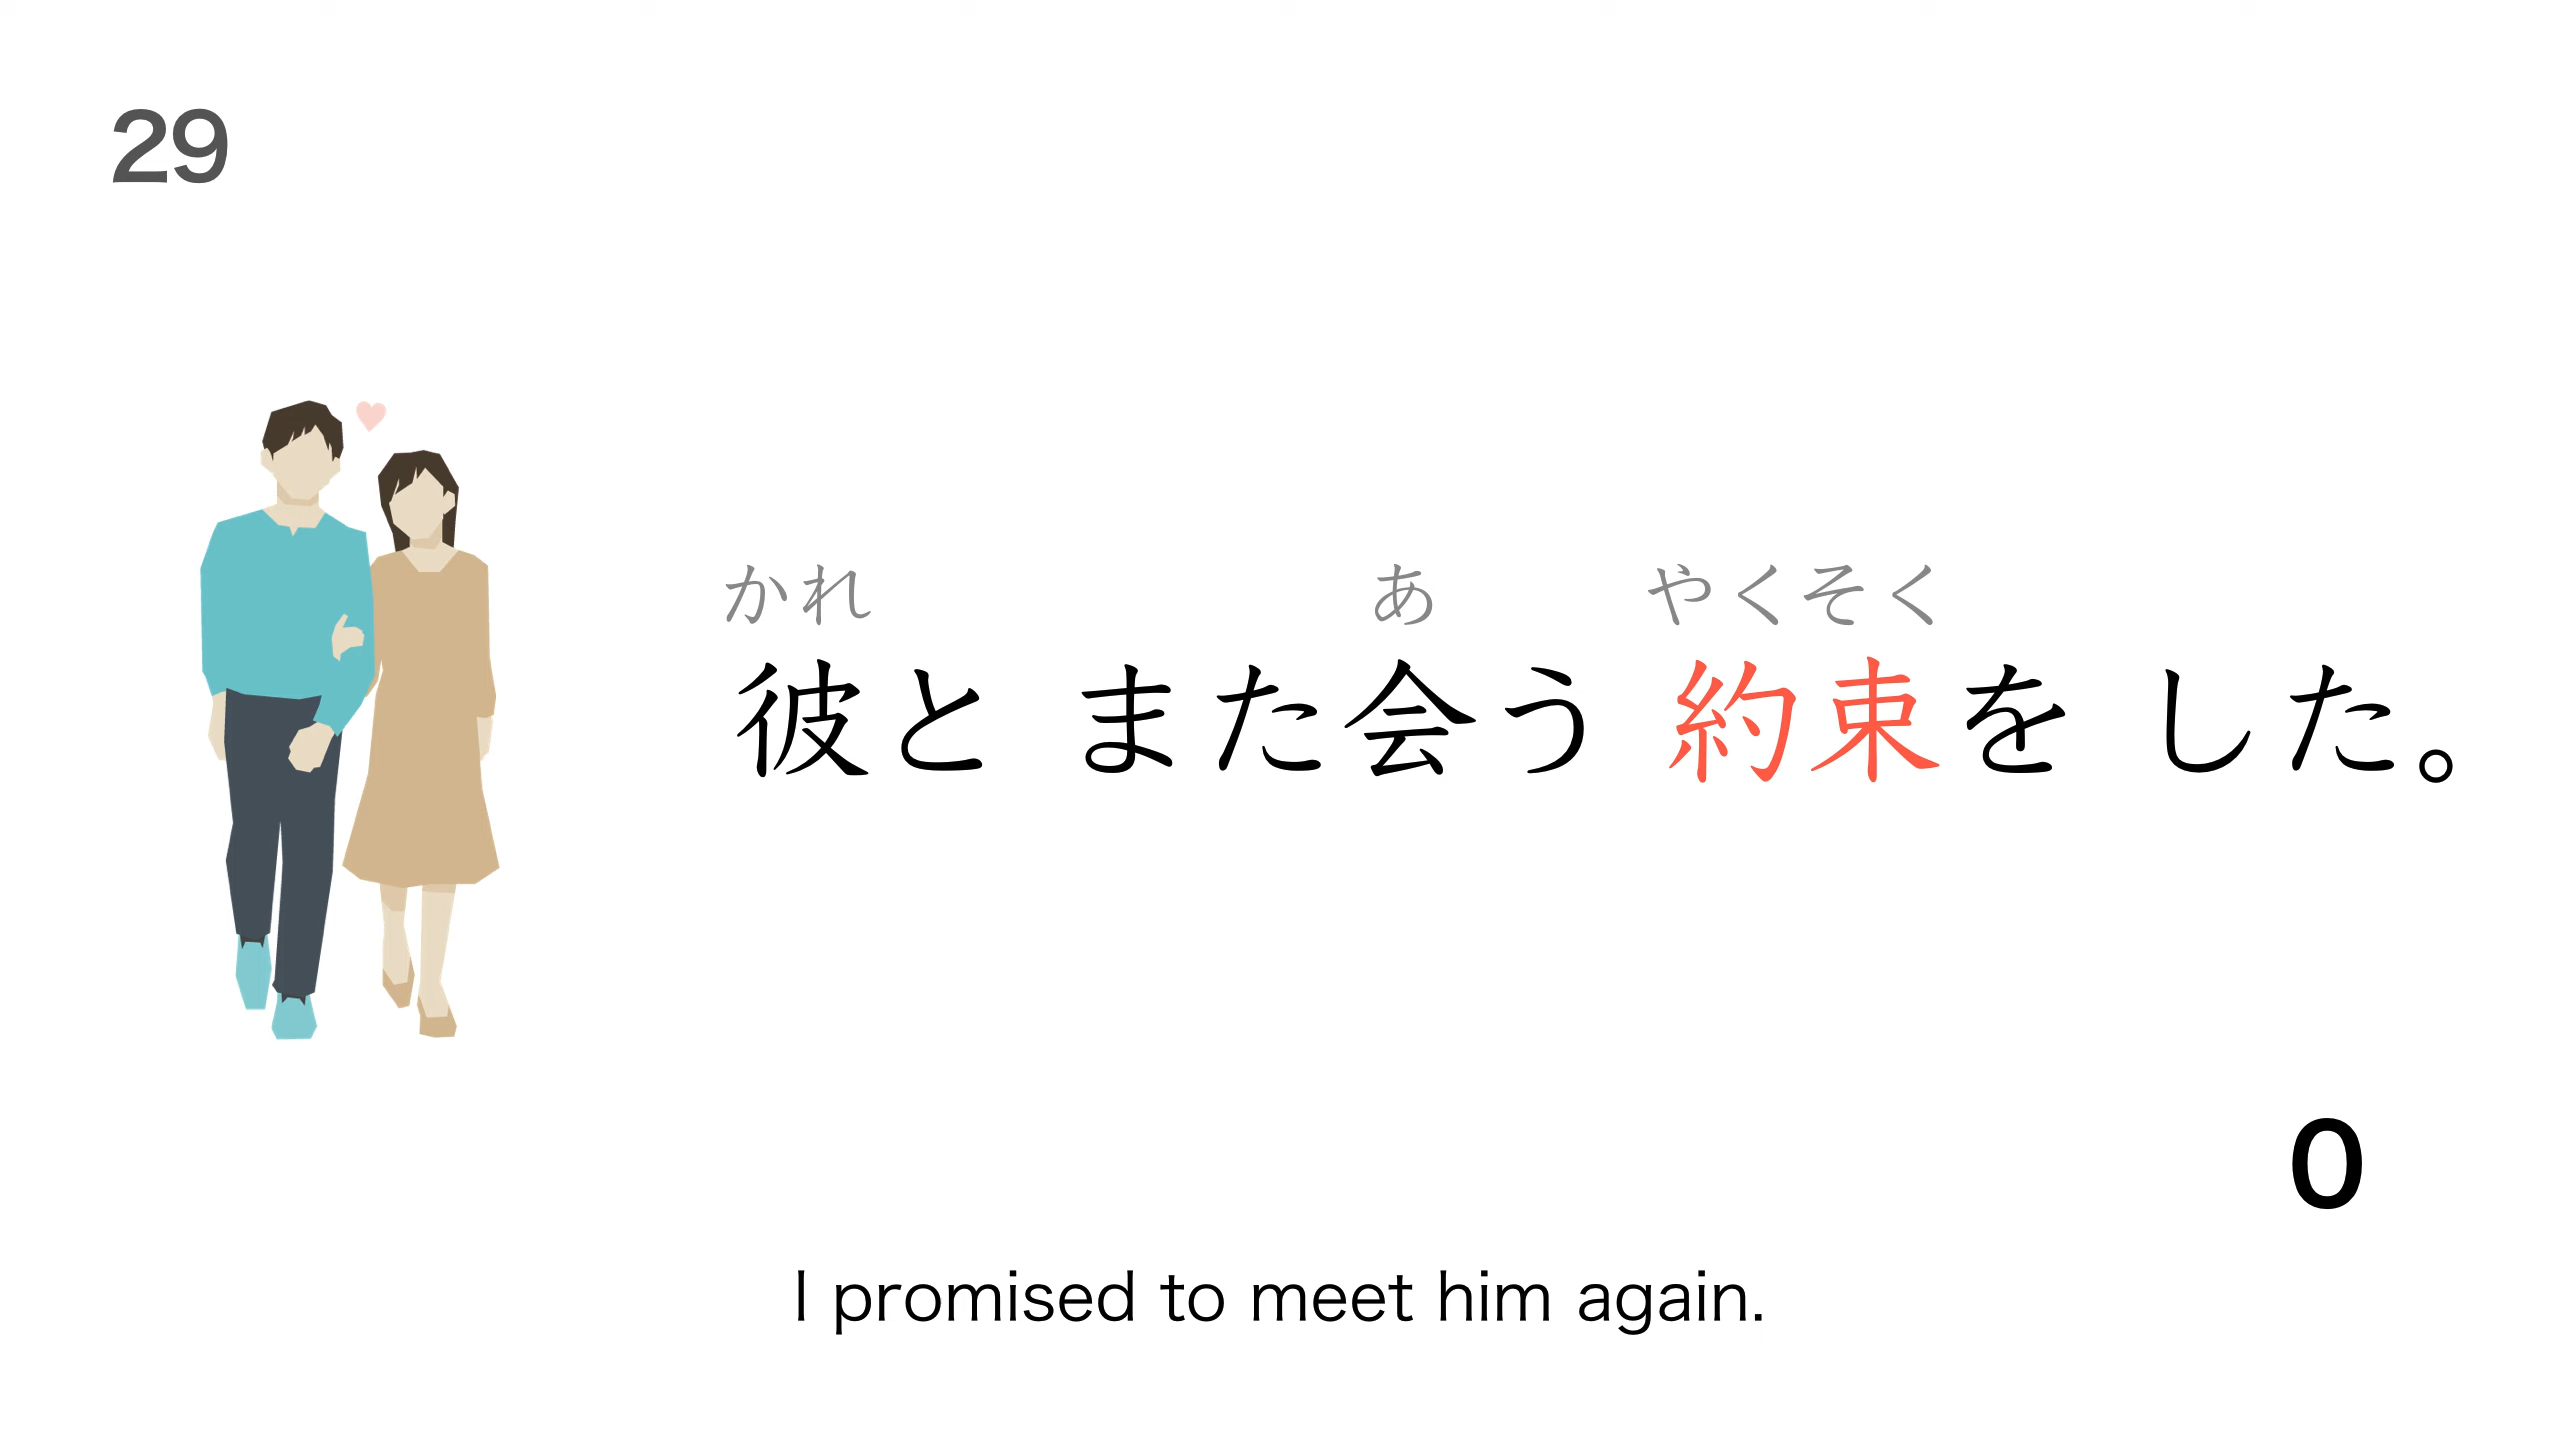 29
かれ あ やくそく
彼と また会う 約束を した。
0
I promised to meet him again.